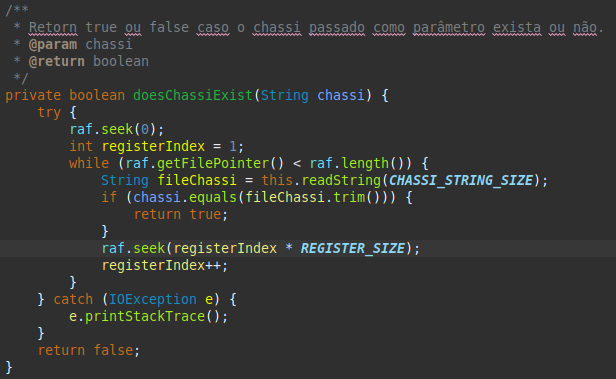 /**
 * Retorn true ou false caso o chassi passado como parâmetro exista ou não.
 * @param chassi
 * @return boolean
 */
private boolean doesChassiExist(String chassi) {
    try {
        raf.seek(0);
        int registerIndex = 1;
        while (raf.getFilePointer() < raf.length()) {
            String fileChassi = this.readString(CHASSI_STRING_SIZE);
            if (chassi.equals(fileChassi.trim())) {
                return true;
            }
            raf.seek(registerIndex * REGISTER_SIZE);
            registerIndex++;
        }
    } catch (IOException e) {
        e.printStackTrace();
    }
    return false;
}